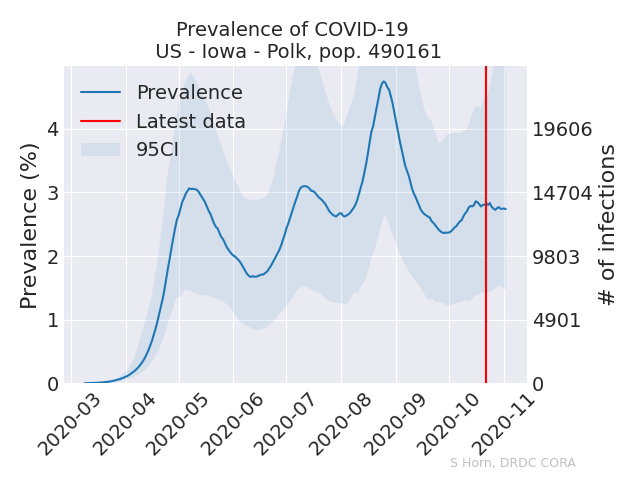 Prevalence of COVID-19
US - Iowa - Polk, pop. 490161
Prevalence
Latest data
95CI
Prevalence (%)
4
3
2
1
0
19606
14704
9803
4901
0
# of infections
2020-03
2020-04
2020-05
2020-06
2020-07
2020-08
2020-09
2020-10
2020-11
S Horn, DRDC CORA